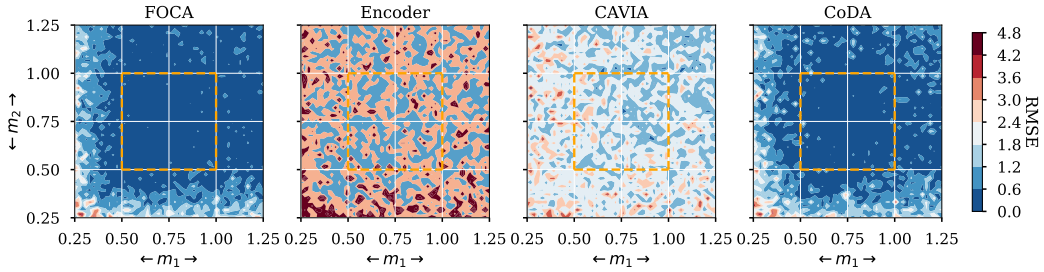 FOCA Encoder CAVIA CoDA
1.25 1.00 0.75 0.50 0.25
← m₂ →
0.25 0.50 0.75 1.00 1.25
← m₁ →
0.25 0.50 0.75 1.00 1.25
← m₁ →
0.25 0.50 0.75 1.00 1.25
← m₁ →
0.25 0.50 0.75 1.00 1.25
← m₁ →
4.8
4.2
3.6
3.0
2.4
1.8
1.2
0.6
0.0
RMSE